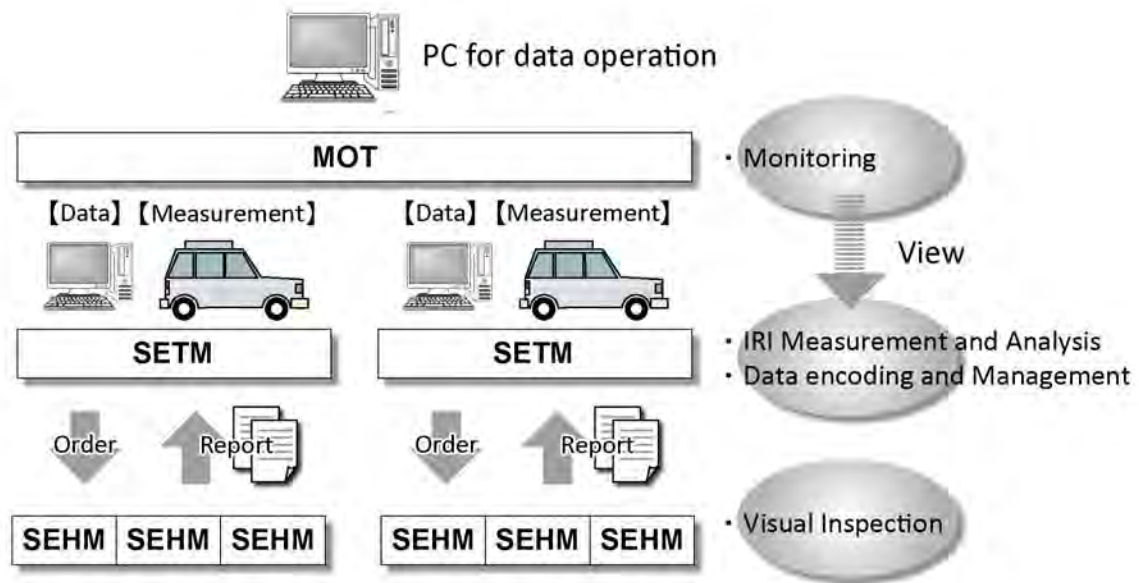 PC for data operation
MOT
・ Monitoring
【Data】【Measurement】
【Data】【Measurement】
View
SETM
SETM
・ IRI Measurement and Analysis
・ Data encoding and Management
Order
Report
Order
Report
SEHM SEHM SEHM
SEHM SEHM SEHM
・ Visual Inspection